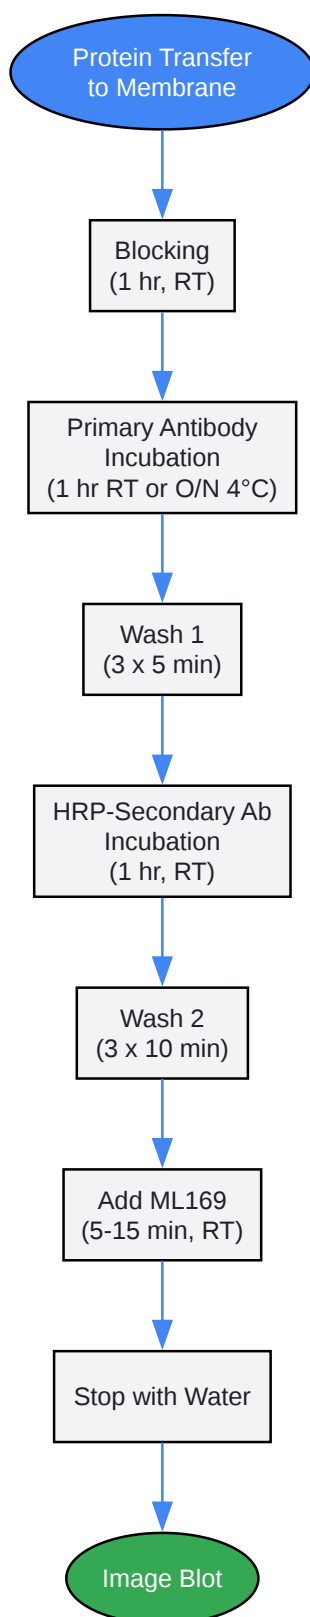 Protein Transfer
to Membrane
Blocking
(1 hr, RT)
Primary Antibody
Incubation
(1 hr RT or O/N 4°C)
Wash 1
(3 x 5 min)
HRP-Secondary Ab
Incubation
(1 hr, RT)
Wash 2
(3 x 10 min)
Add ML169
(5-15 min, RT)
Stop with Water
Image Blot